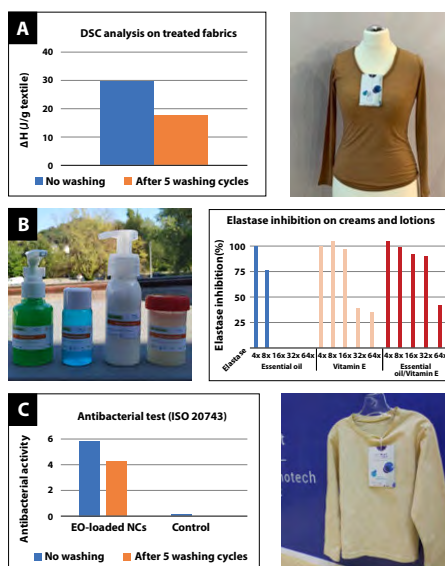 A
DSC analysis on treated fabrics
ΔH (J/g textile)
40
30
20
10
0
No washing After 5 washing cycles
B
Elastase inhibition on creams and lotions
Elastase inhibition(%)
100
75
50
25
Elastase
4x 8x 16x 32x 64x 4x 8x 16x 32x 64x 4x 8x 16x 32x 64x
Essential oil Vitamin E Essential
oil/Vitamin E
C
Antibacterial test (ISO 20743)
Antibacterial activity
6
4
2
0
EO-loaded NCs Control
No washing After 5 washing cycles
notech